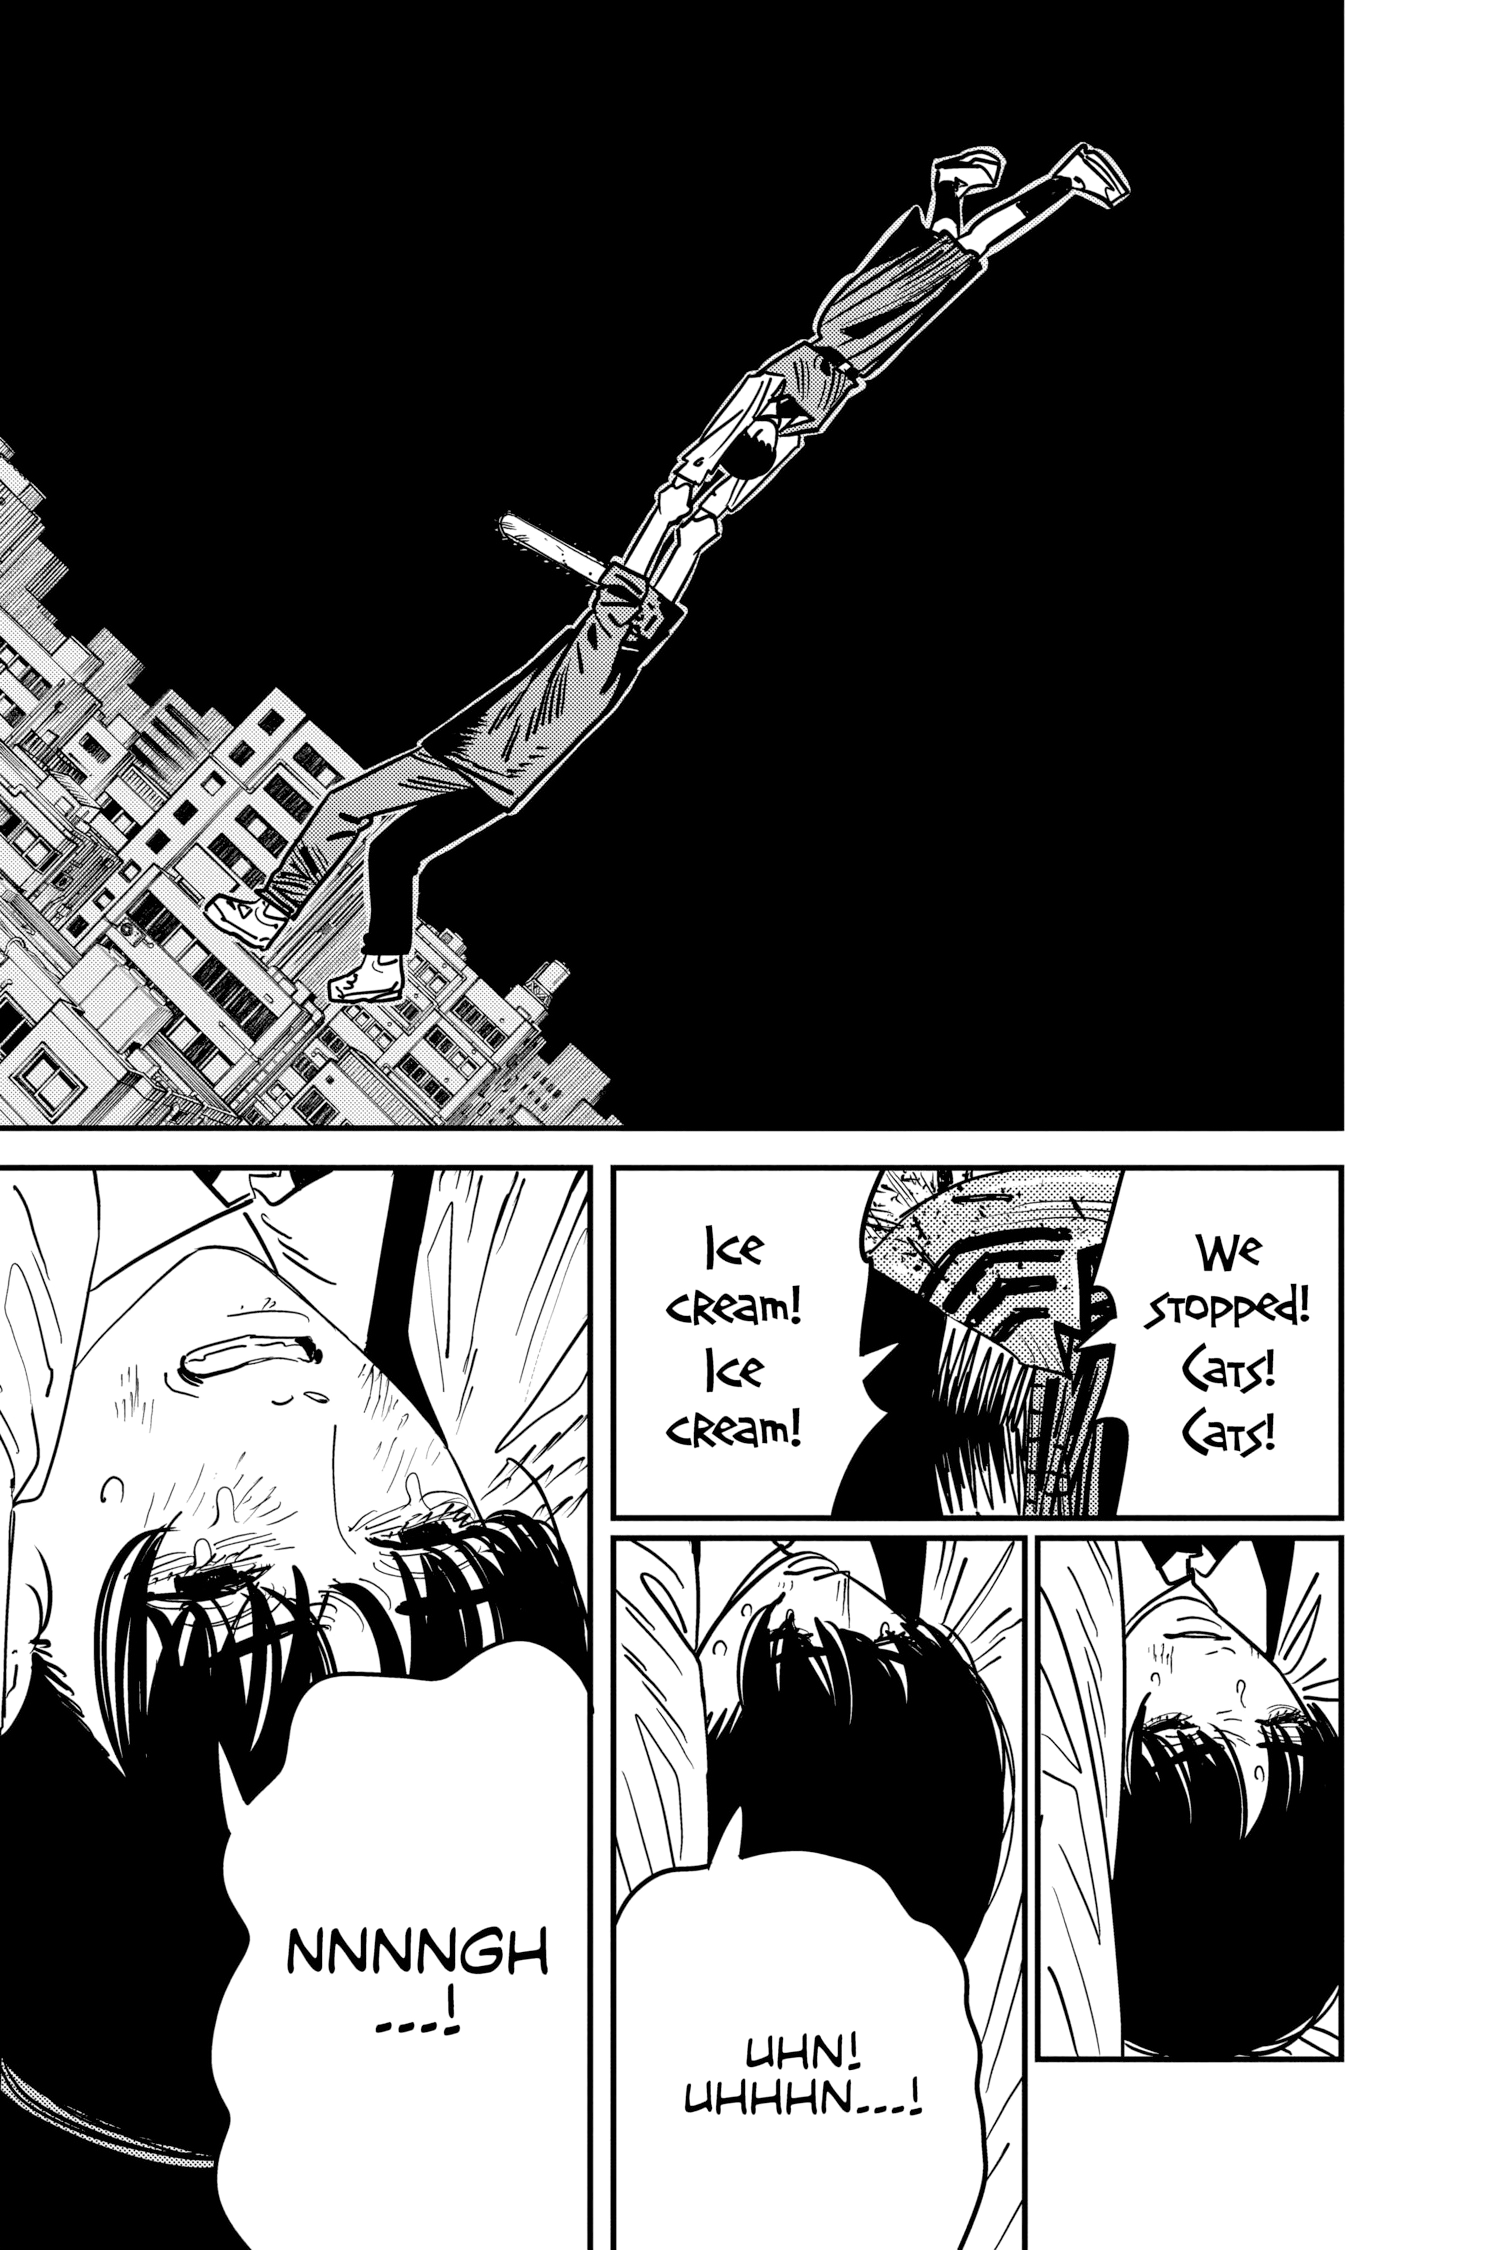 We
stopped!
Cats!
Cats!
Ice
cream!
Ice
cream!
UHN!
UHHHN...!
NNNNGH
...!